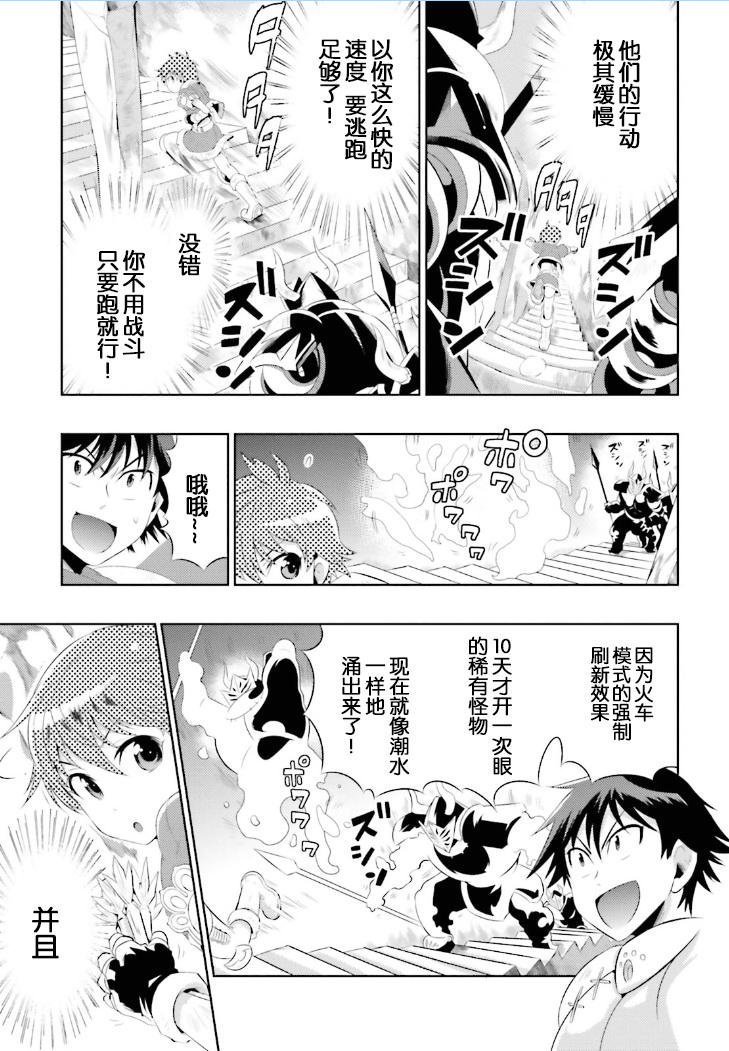 他们的行动
极其缓慢
タタタ
ズシン
ズシン
以你这么快的
速度 要逃跑
足够了！
タタタ
没错
你不用战斗
只要跑就行！
ズシン
ズシン
ポワ
ポワワワ
哦哦~~
因为火车
模式的强制
刷新效果
10天才开一次眼
的稀有怪物
现在就像潮水
一样地
涌出来了！
ポワワワ
ズシン
并且